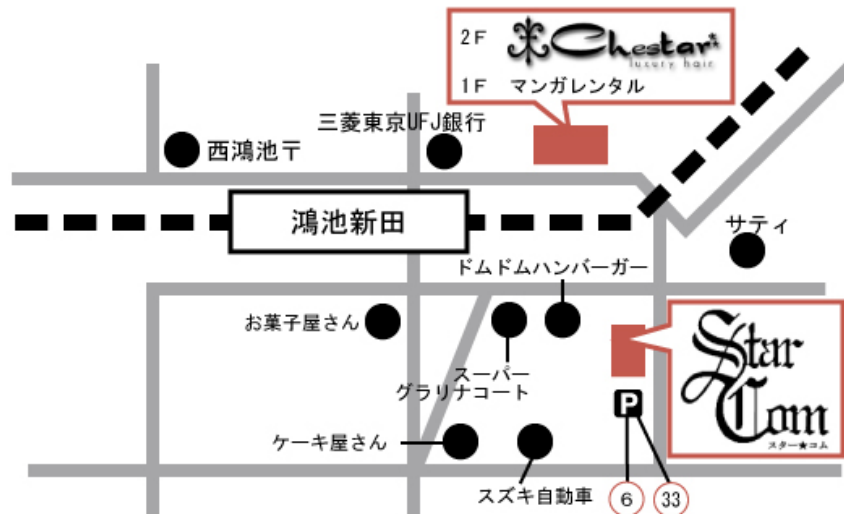 2F Chestar
luxury hair
1F マンガレンタル
三菱東京UFJ銀行
西鴻池〒
鴻池新田
サティ
ドムドムハンバーガー
お菓子屋さん
スーパー
グラリナコート
Star
Com
スター★コム
P
ケーキ屋さん
スズキ自動車
6
33